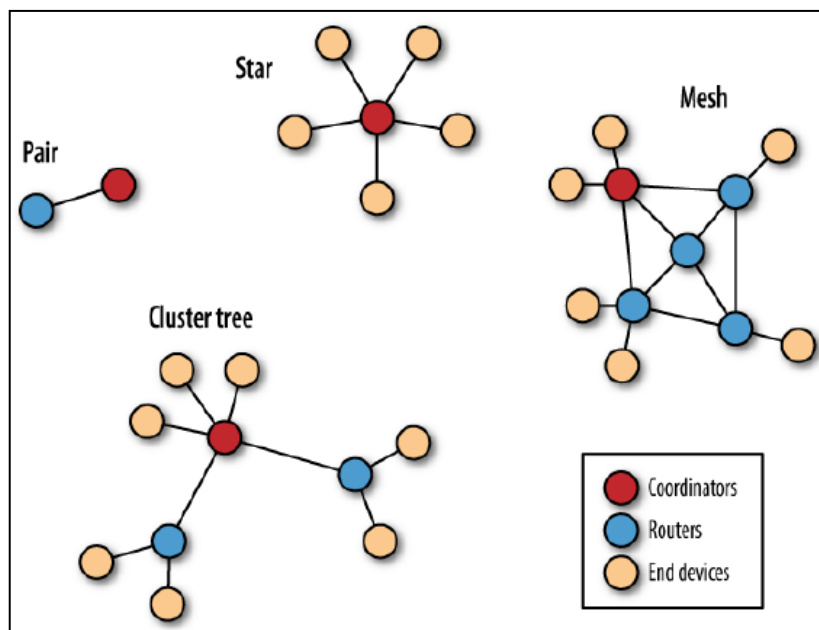 Star
Mesh
Pair
Cluster tree
Coordinators
Routers
End devices